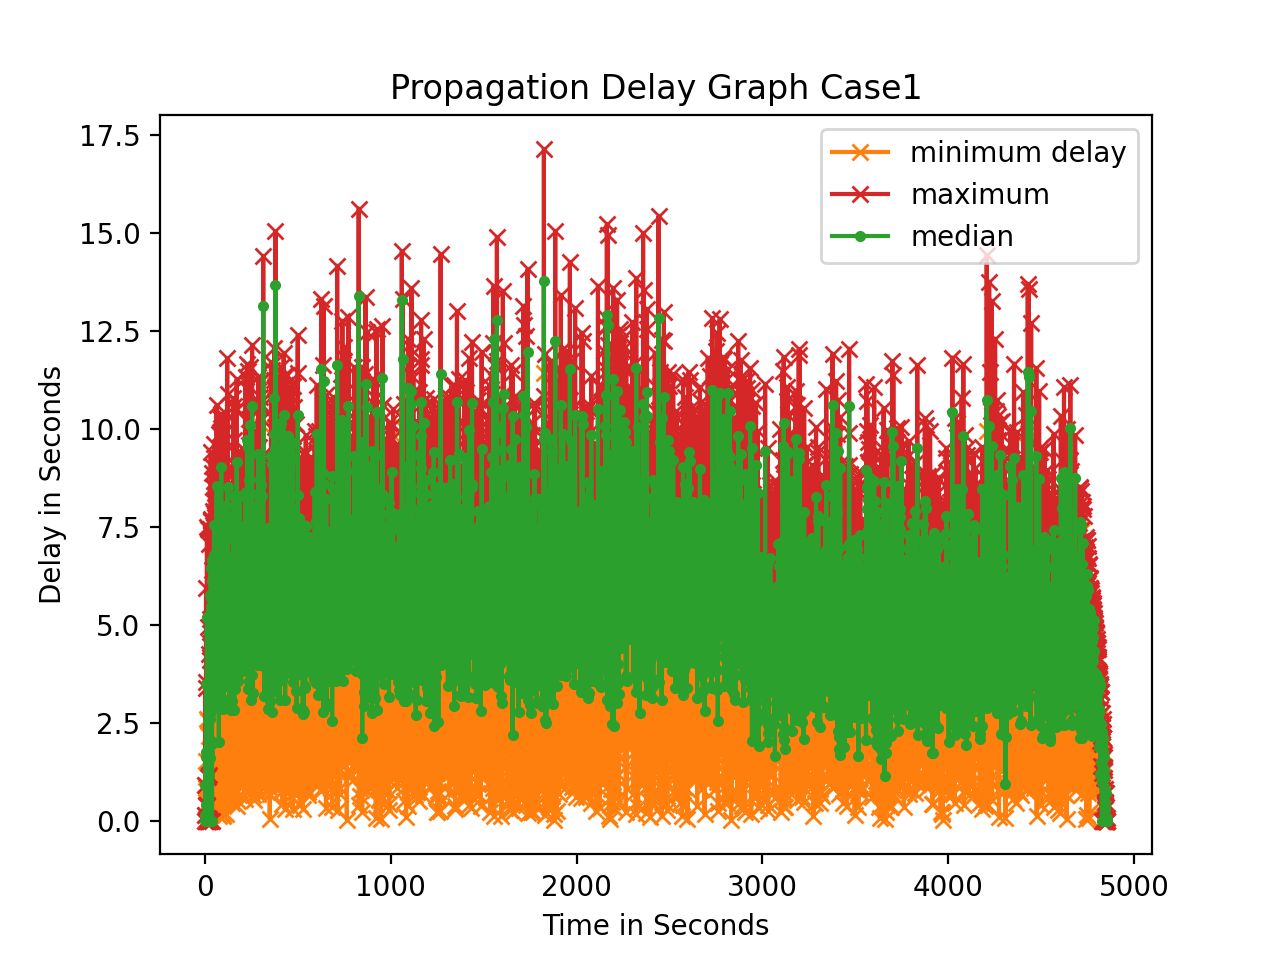 Propagation Delay Graph Case1
17.5
15.0
12.5
10.0
7.5
5.0
2.5
0.0
Delay in Seconds
minimum delay
maximum
median
0 1000 2000 3000 4000 5000
Time in Seconds